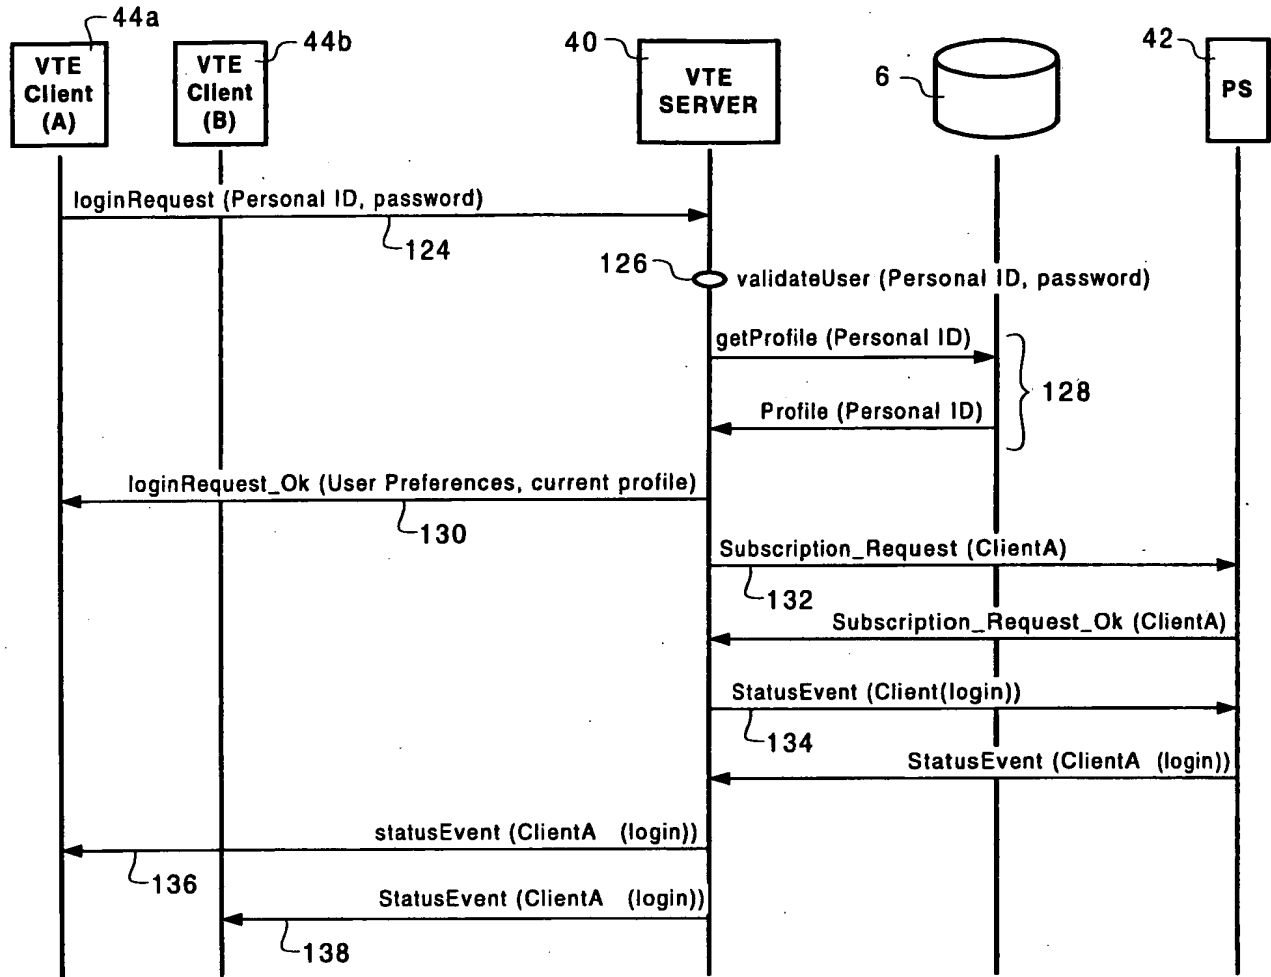 44a
44b
40
6
42
VTE
Client
(A)
VTE
Client
(B)
VTE
SERVER
PS
loginRequest (Personal ID, password)
124
126
validateUser (Personal ID, password)
getProfile (Personal ID)
128
Profile (Personal ID)
loginRequest_Ok (User Preferences, current profile)
130
Subscription_Request (ClientA)
132
Subscription_Request_Ok (ClientA)
StatusEvent (Client(login))
134
StatusEvent (ClientA (login))
statusEvent (ClientA (login))
136
StatusEvent (ClientA (login))
138